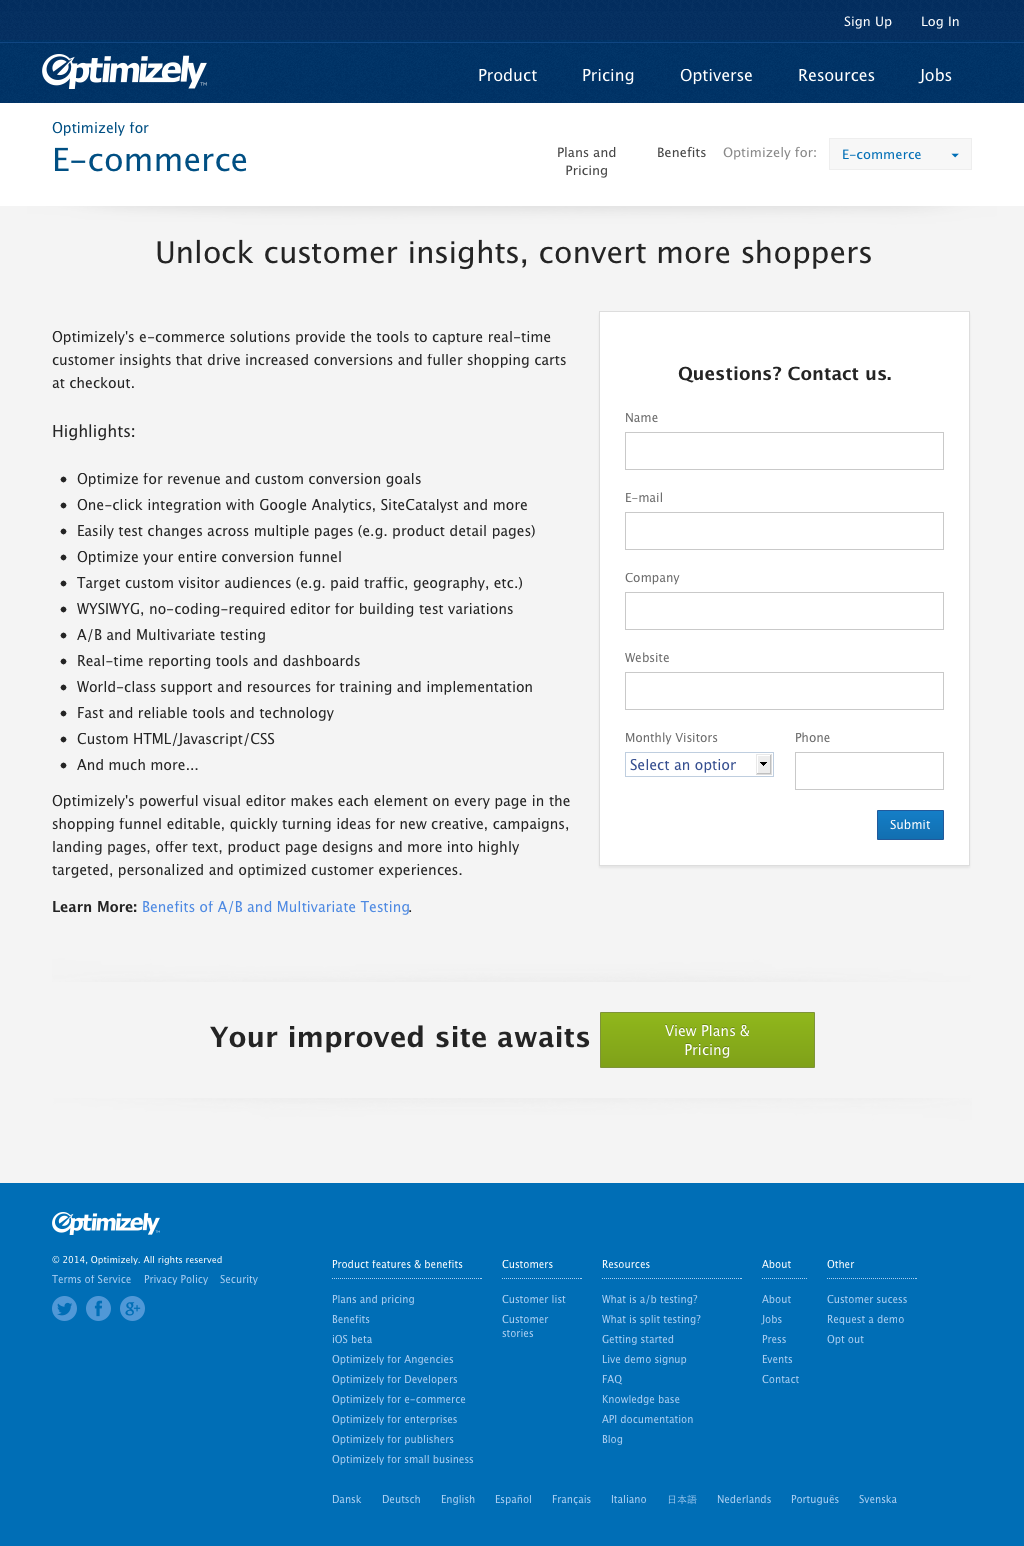 Sign Up Log In
Optimizely™
Product Pricing Optiverse Resources Jobs
Optimizely for
E-commerce
Plans and
Pricing
Benefits Optimizely for: E-commerce
Unlock customer insights, convert more shoppers
Optimizely's e-commerce solutions provide the tools to capture real-time
customer insights that drive increased conversions and fuller shopping carts
at checkout.
Highlights:
• Optimize for revenue and custom conversion goals
• One-click integration with Google Analytics, SiteCatalyst and more
• Easily test changes across multiple pages (e.g. product detail pages)
• Optimize your entire conversion funnel
• Target custom visitor audiences (e.g. paid traffic, geography, etc.)
• WYSIWYG, no-coding-required editor for building test variations
• A/B and Multivariate testing
• Real-time reporting tools and dashboards
• World-class support and resources for training and implementation
• Fast and reliable tools and technology
• Custom HTML/Javascript/CSS
• And much more...
Optimizely's powerful visual editor makes each element on every page in the
shopping funnel editable, quickly turning ideas for new creative, campaigns,
landing pages, offer text, product page designs and more into highly
targeted, personalized and optimized customer experiences.
Learn More: Benefits of A/B and Multivariate Testing.
Questions? Contact us.
Name
E-mail
Company
Website
Monthly Visitors Phone
Select an option
Submit
Your improved site awaits
View Plans &
Pricing
Optimizely
© 2014, Optimizely. All rights reserved
Terms of Service Privacy Policy Security
Product features & benefits
Plans and pricing
Benefits
iOS beta
Optimizely for Angencies
Optimizely for Developers
Optimizely for e-commerce
Optimizely for enterprises
Optimizely for publishers
Optimizely for small business
Customers
Customer list
Customer
stories
Resources
What is a/b testing?
What is split testing?
Getting started
Live demo signup
FAQ
Knowledge base
API documentation
Blog
About
About
Jobs
Press
Events
Contact
Other
Customer sucess
Request a demo
Opt out
Dansk Deutsch English Español Français Italiano 日本語 Nederlands Português Svenska